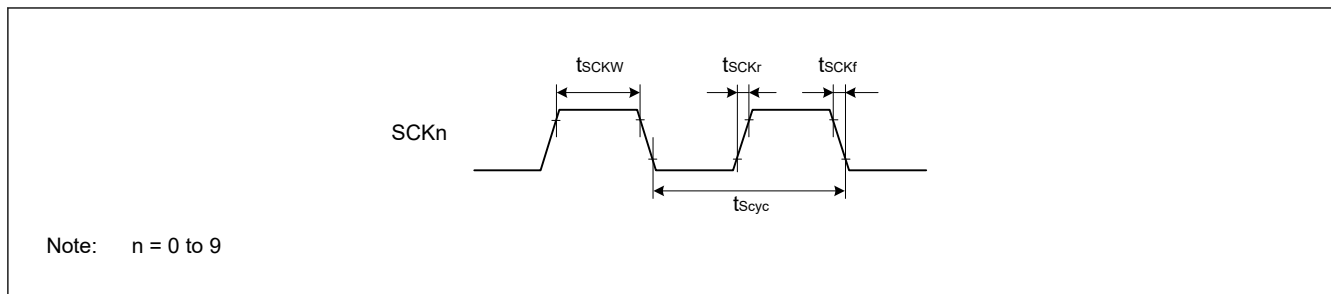 tSCKW tSCKr tSCKf
SCKn
tScyc
Note: n = 0 to 9